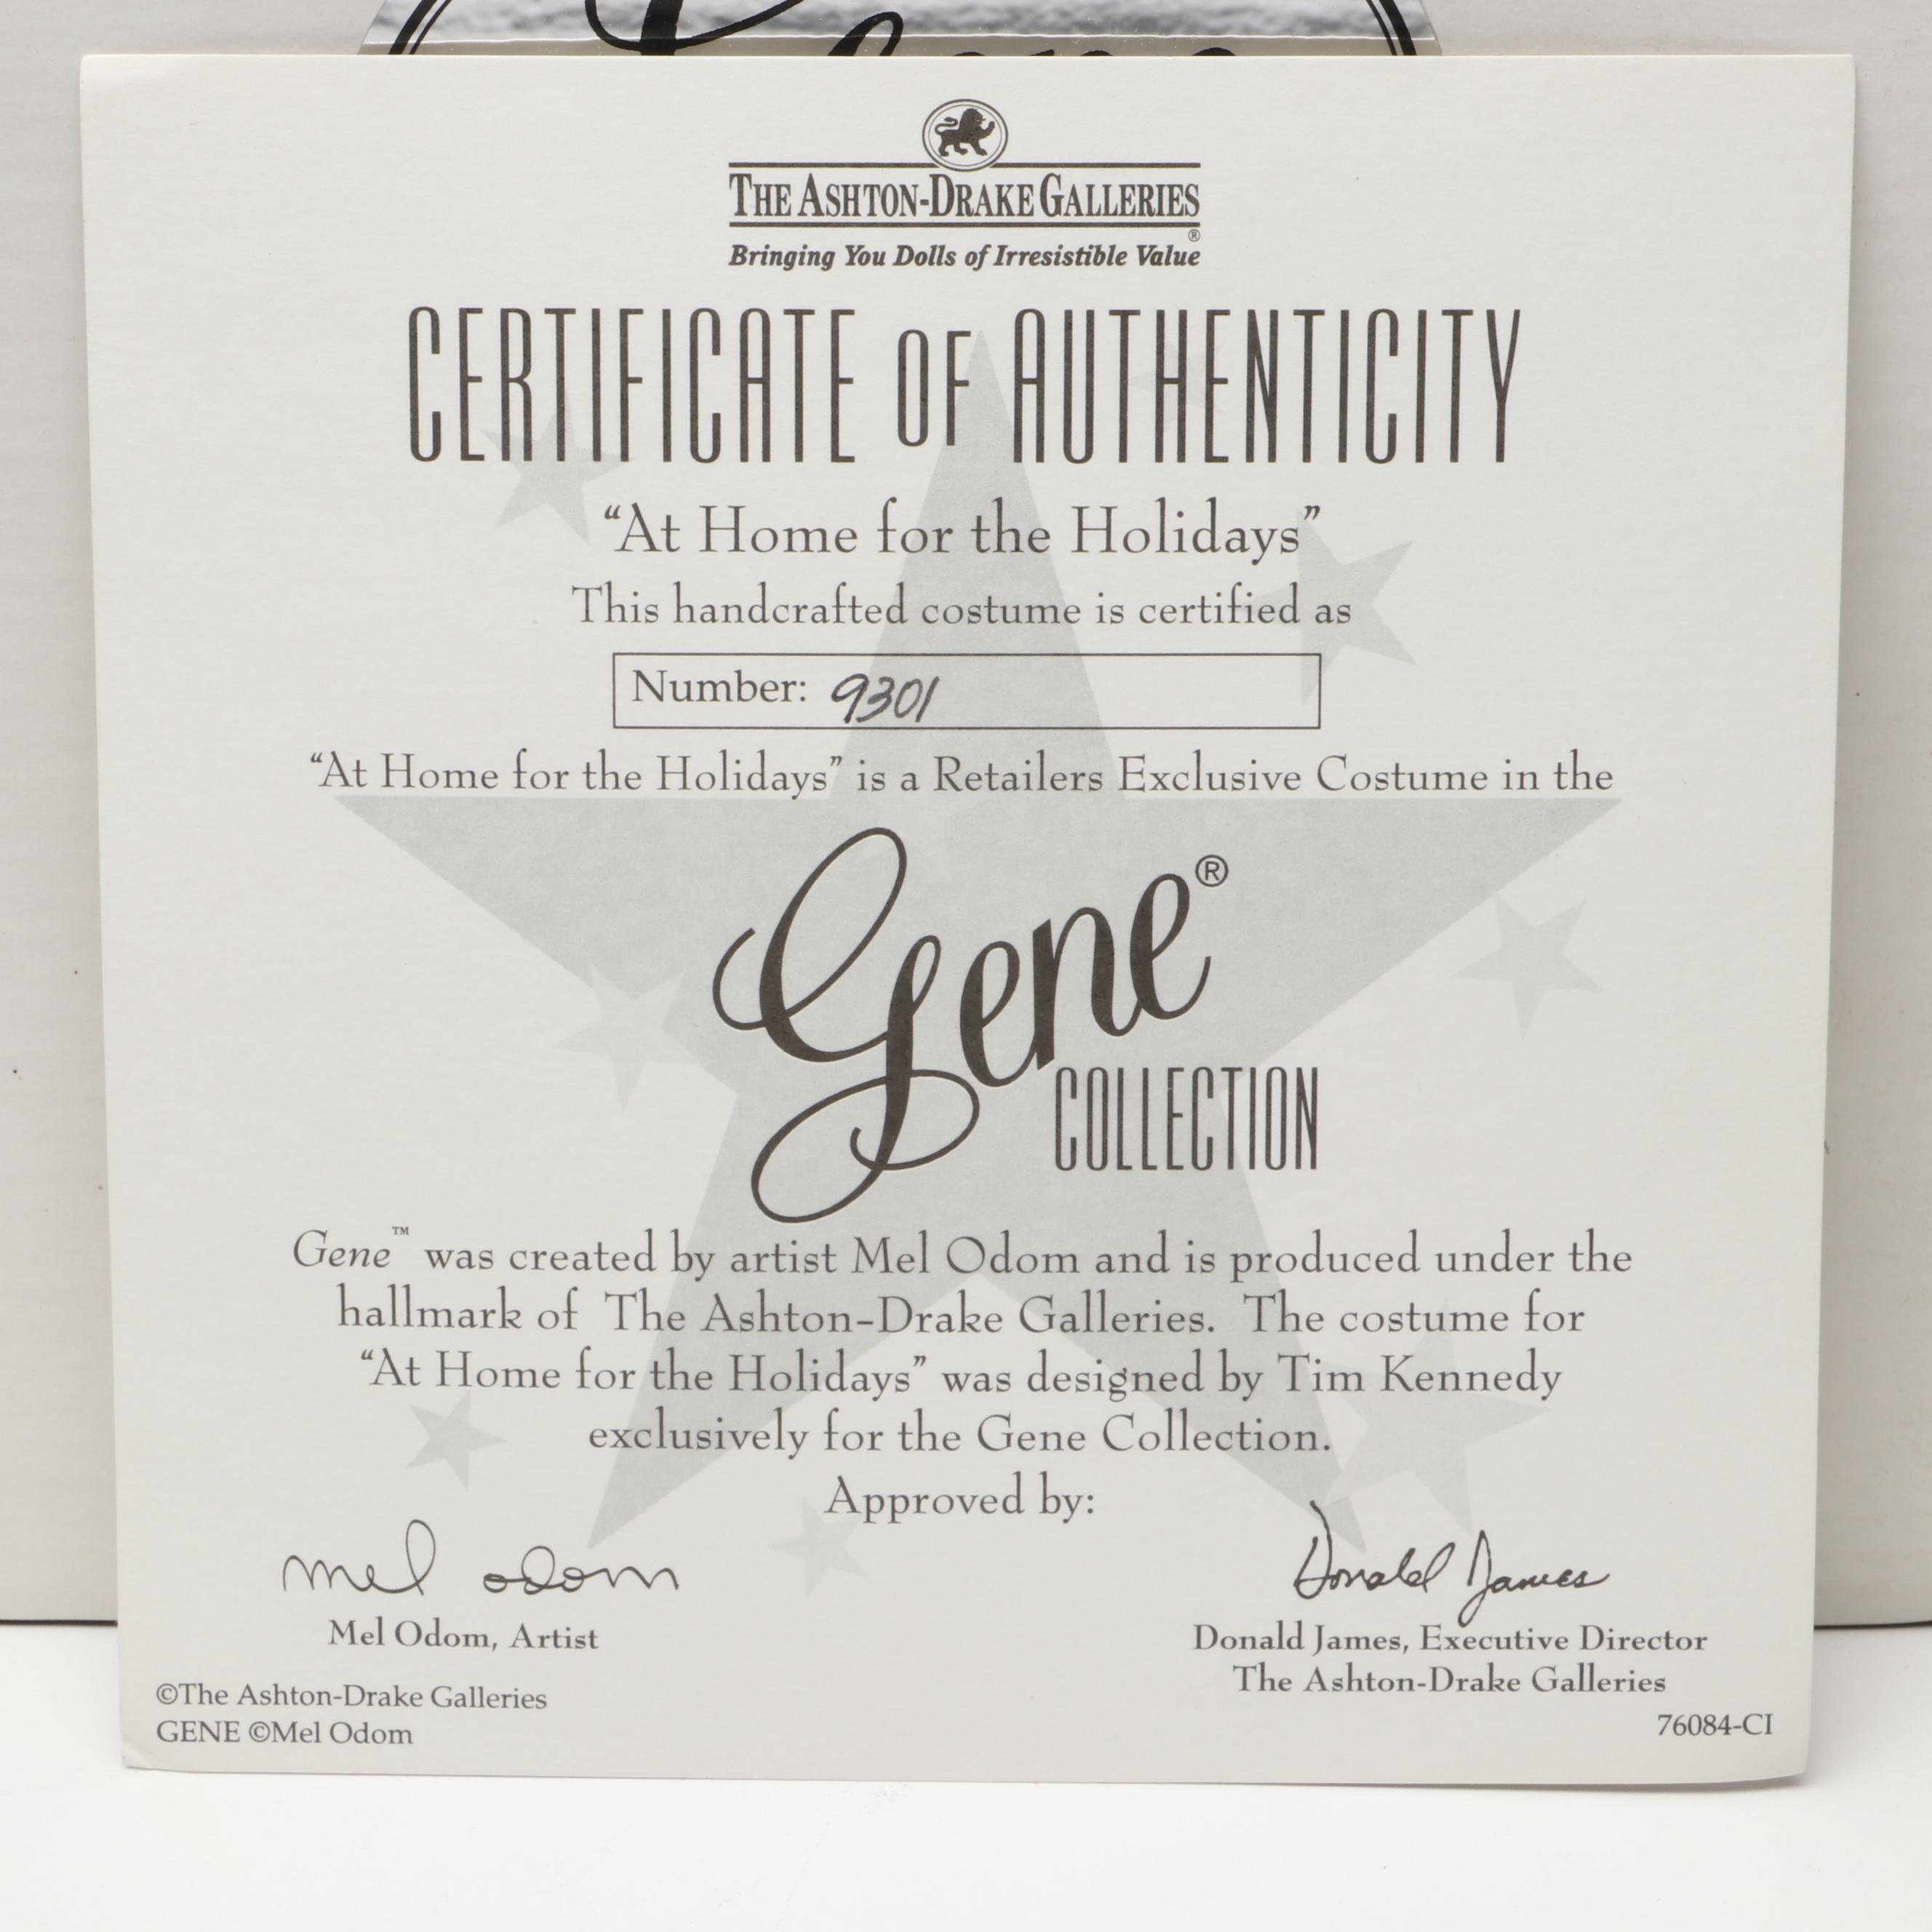 THE ASHTON-DRAKE GALLERIES
®
Bringing You Dolls of Irresistible Value
CERTIFICATE OF AUTHENTICITY
“At Home for the Holidays”
This handcrafted costume is certified as
Number: 9301
“At Home for the Holidays” is a Retailers Exclusive Costume in the
Gene®
COLLECTION
Gene™ was created by artist Mel Odom and is produced under the
hallmark of The Ashton-Drake Galleries. The costume for
“At Home for the Holidays” was designed by Tim Kennedy
exclusively for the Gene Collection.
Approved by:
mel odom
Donald James
Mel Odom, Artist
Donald James, Executive Director
The Ashton-Drake Galleries
©The Ashton-Drake Galleries
GENE ©Mel Odom
76084-CI